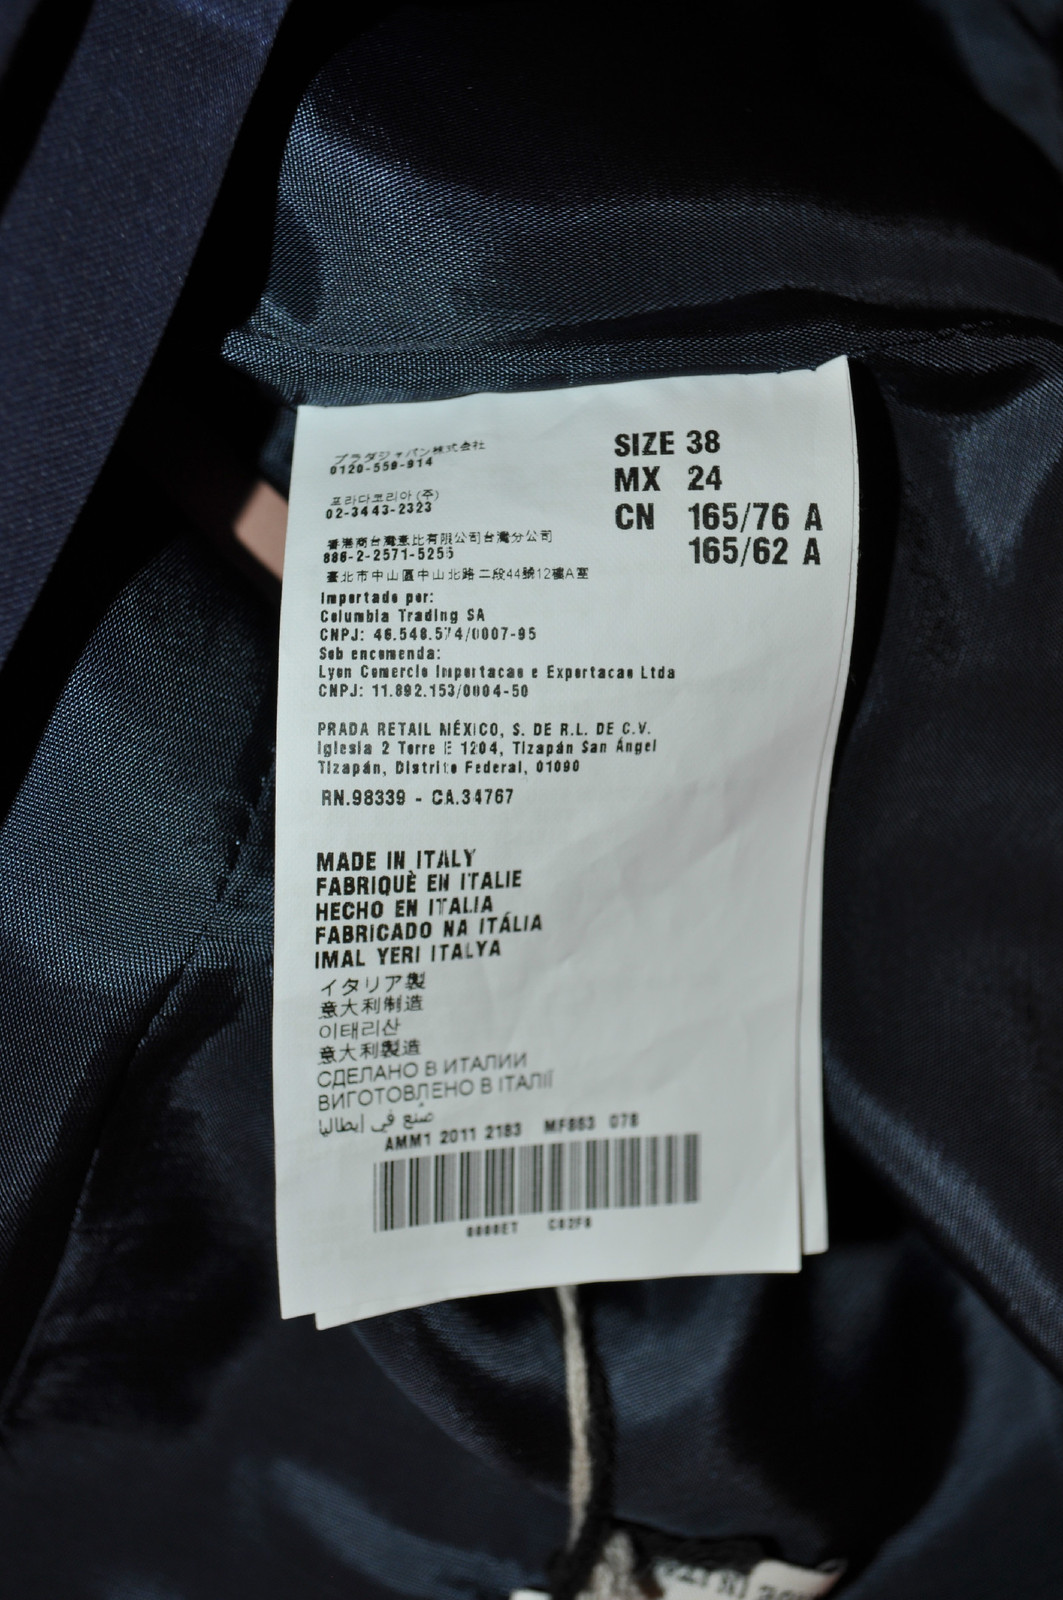 プラダジャパン株式会社
0120-559-914
프라다코리아 (주)
02-3443-2323
香港商台灣意比有限公司台灣分公司
886-2-2571-5255
臺北市中山區中山北路二段44號12樓A室
Importado por:
Columbia Trading SA
CNPJ: 46.548.574/0007-95
Sob encomenda:
Lyon Comercio Importacao e Exportacao Ltda
CNPJ: 11.892.153/0004-50
PRADA RETAIL MÉXICO, S. DE R.L. DE C.V.
Iglesia 2 Torre E 1204, Tizapán San Ángel
Tizapán, Distrito Federal, 01090
RN.98339 - CA.34767
SIZE 38
MX 24
CN 165/76 A
165/62 A
MADE IN ITALY
FABRIQUÈ EN ITALIE
HECHO EN ITALIA
FABRICADO NA ITÁLIA
IMAL YERI ITALYA
イタリア製
意大利制造
이태리산
意大利製造
СДЕЛАНО В ИТАЛИИ
ВИГОТОВЛЕНО В ІТАЛІЇ
صنع في إيطاليا
AMM1 2011 2183 MF863 078